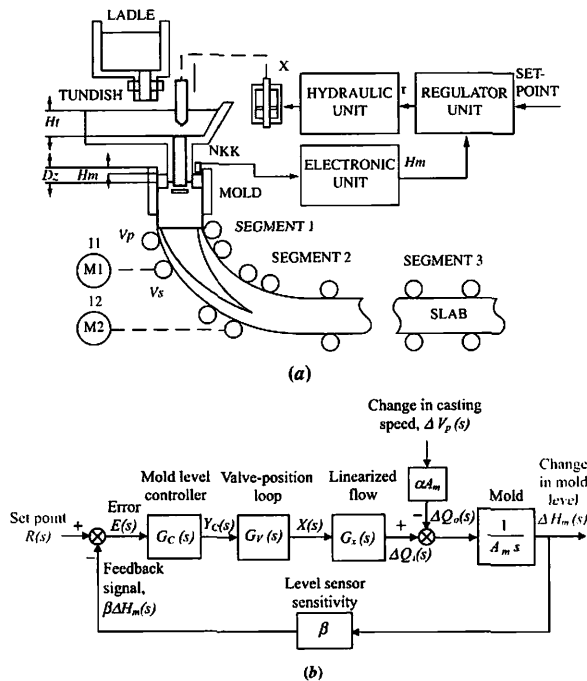 LADLE
TUNDISH
X
HYDRAULIC
UNIT
τ
REGULATOR
UNIT
SET-
POINT
Ht
NKK
ELECTRONIC
UNIT
Hm
Dz
Hm
MOLD
Vp
SEGMENT 1
11
M1
SEGMENT 2
SEGMENT 3
Vs
12
M2
SLAB
(a)
Change in casting
speed, Δ Vp(s)
Change
in mold
level
Δ Hm(s)
Mold level
controller
Valve-position
loop
Linearized
flow
αAm
Error
E(s)
ΔQo(s)
Mold
Set point
R(s)
+
GC (s)
YC(s)
GV (s)
X(s)
Gx(s)
+
ΔQi(s)
−
1
Am s
−
Feedback
signal,
βΔHm(s)
Level sensor
sensitivity
β
(b)